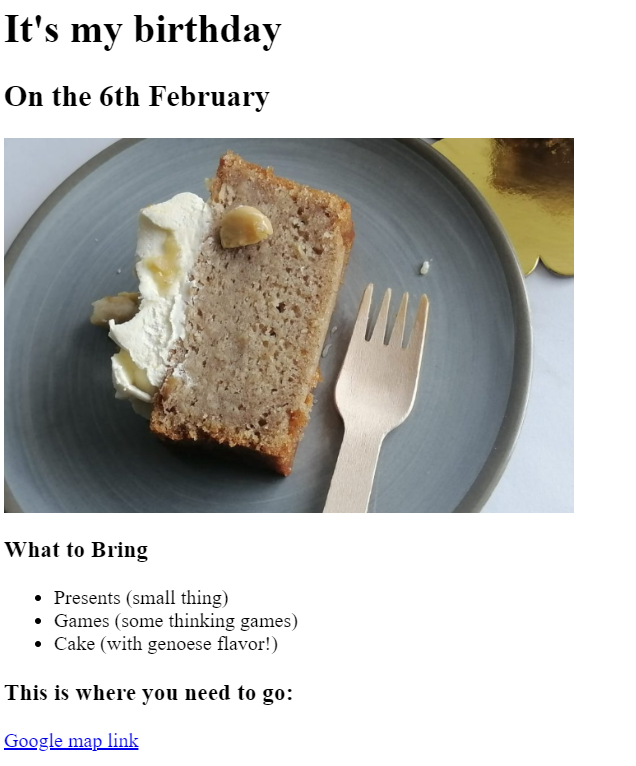 It's my birthday
On the 6th February
What to Bring
Presents (small thing)
Games (some thinking games)
Cake (with genoese flavor!)
This is where you need to go:
Google map link